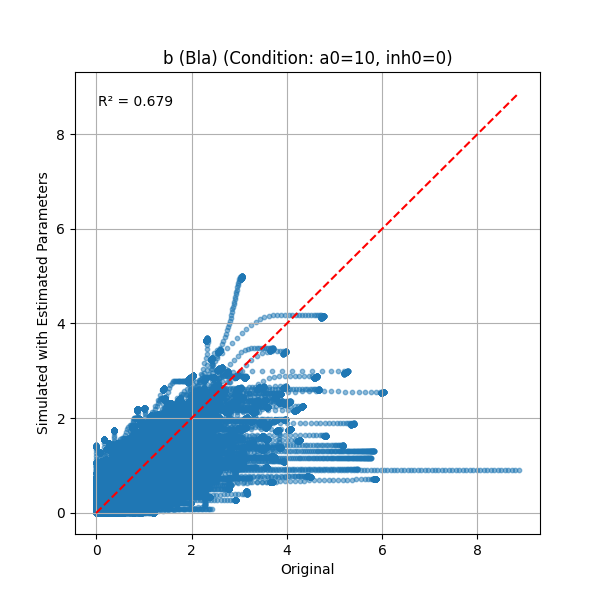 b (Bla) (Condition: a0=10, inh0=0)
R² = 0.679
8
6
4
2
0
Simulated with Estimated Parameters
0 2 4 6 8
Original